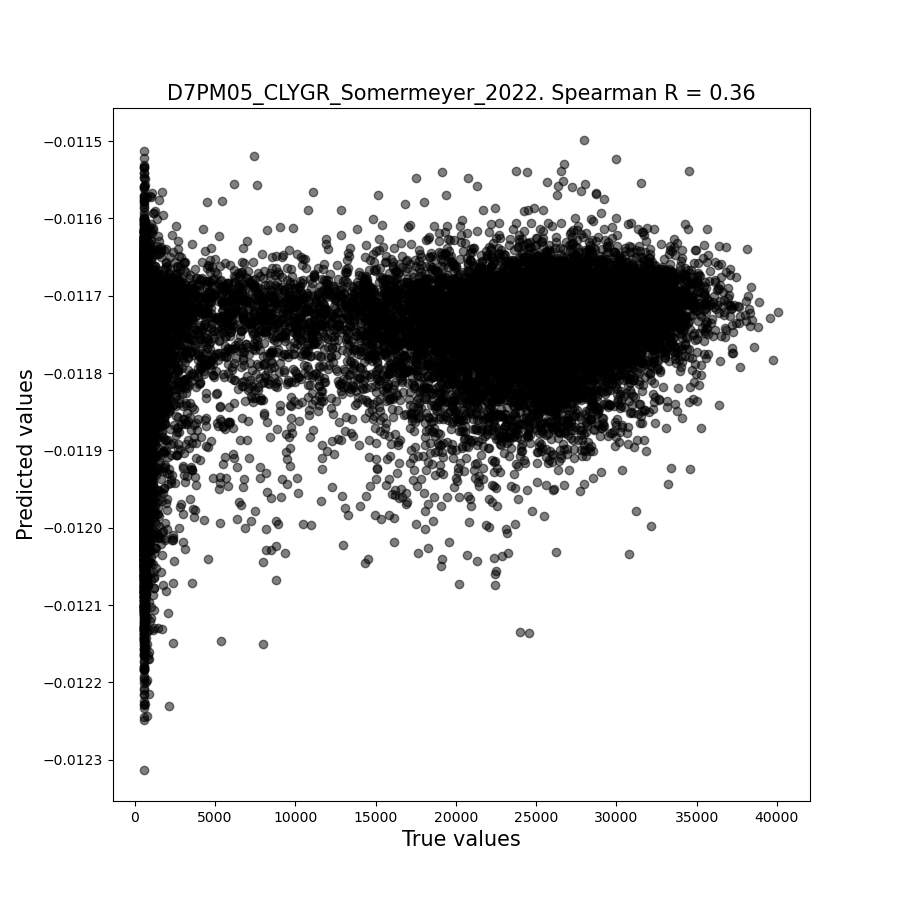 D7PM05_CLYGR_Somermeyer_2022. Spearman R = 0.36
−0.0115
−0.0116
−0.0117
−0.0118
−0.0119
−0.0120
−0.0121
−0.0122
−0.0123
Predicted values
0 5000 10000 15000 20000 25000 30000 35000 40000
True values